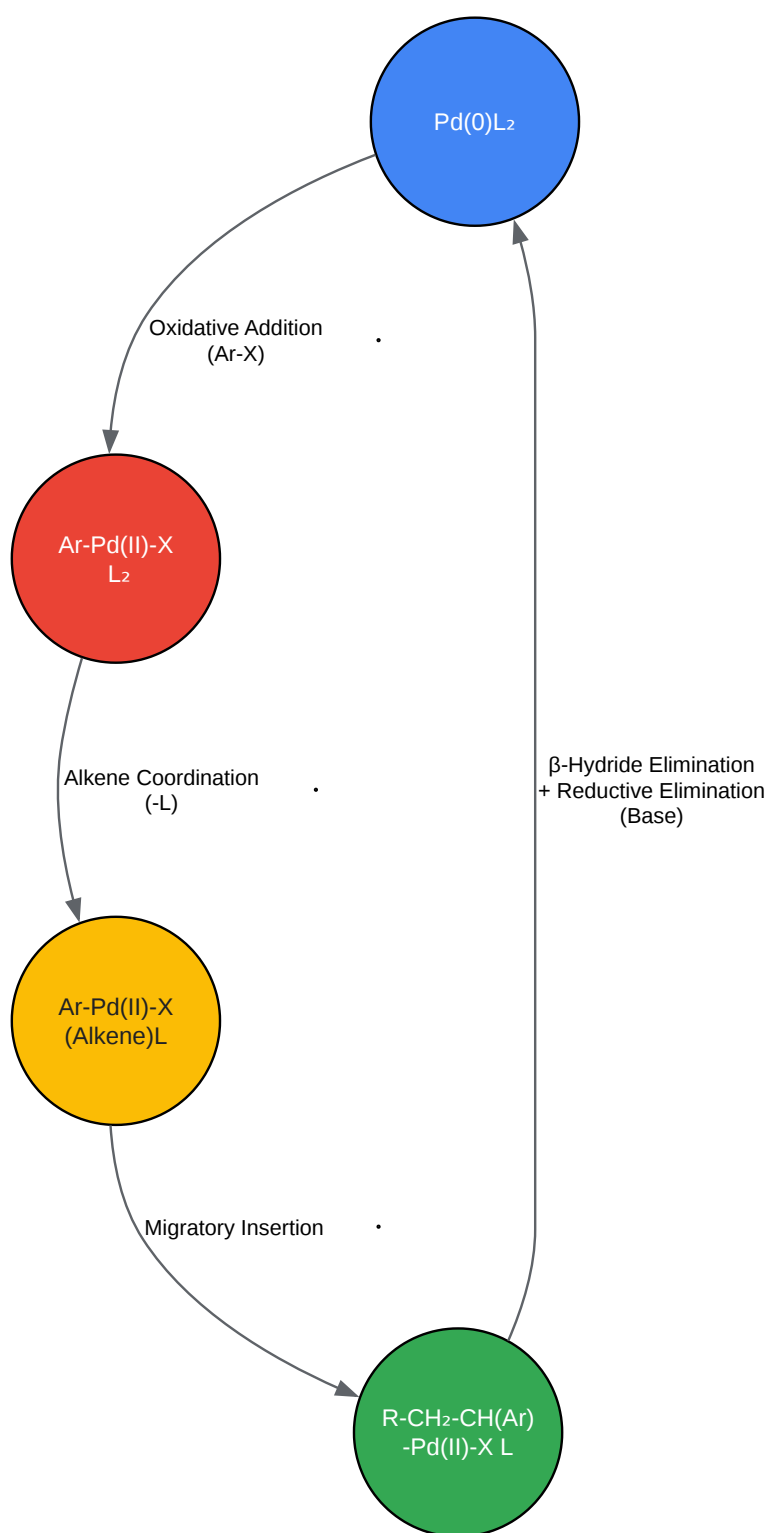 Pd(0)L₂
Oxidative Addition
(Ar-X)
Ar-Pd(II)-X
L₂
Alkene Coordination
(-L)
β-Hydride Elimination
+ Reductive Elimination
(Base)
Ar-Pd(II)-X
(Alkene)L
Migratory Insertion
R-CH₂-CH(Ar)
-Pd(II)-X L